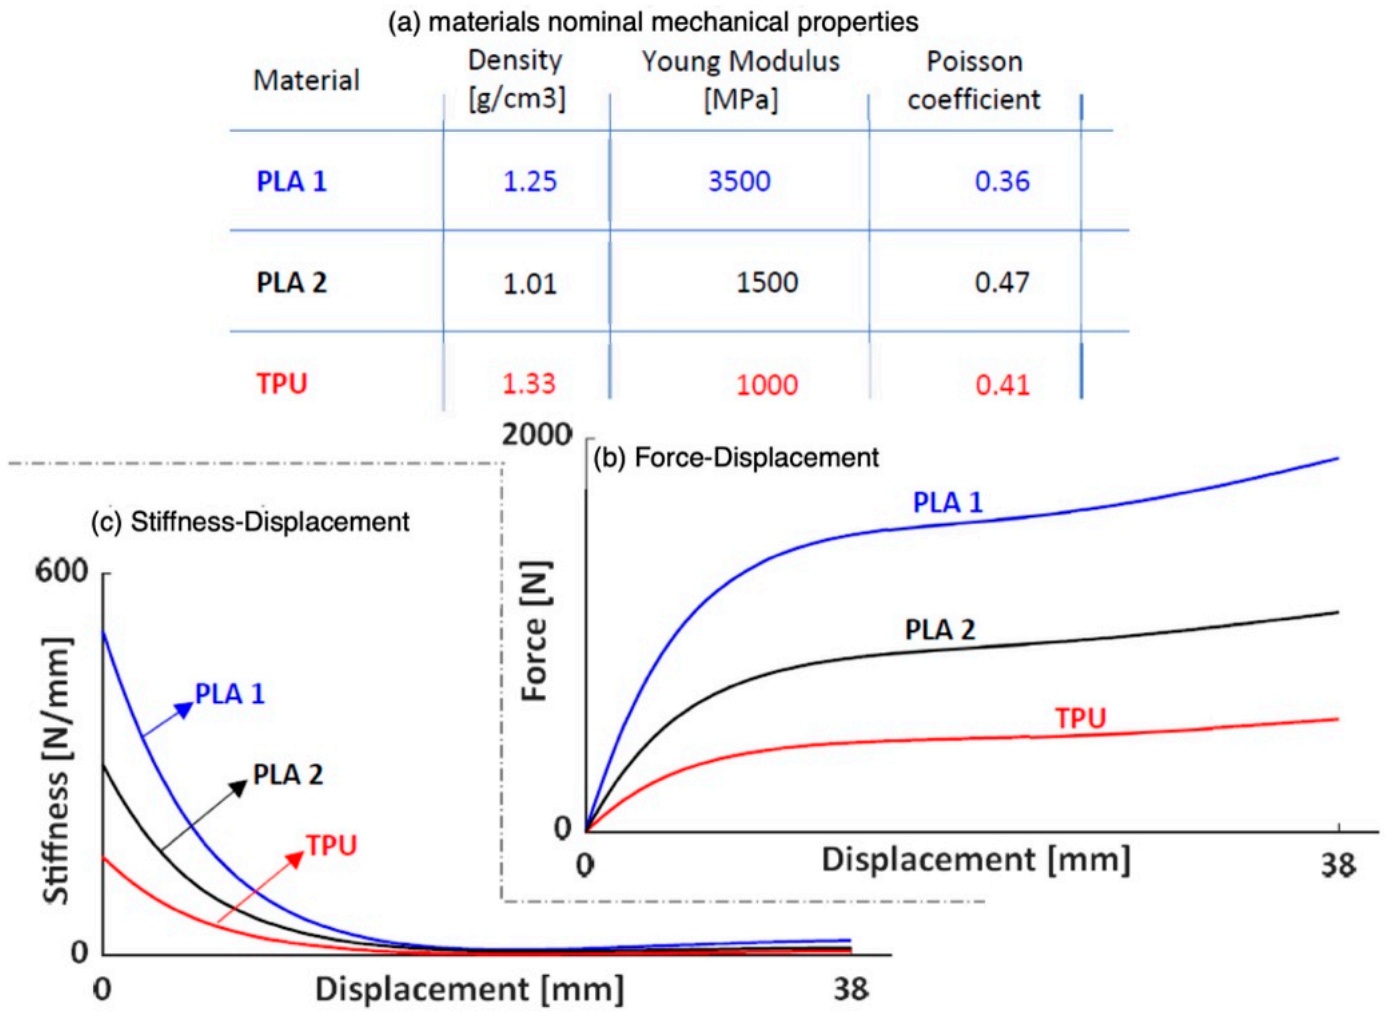 (a) materials nominal mechanical properties
Material Density [g/cm3] Young Modulus [MPa] Poisson coefficient
PLA 1 1.25 3500 0.36
PLA 2 1.01 1500 0.47
TPU 1.33 1000 0.41
2000
(b) Force-Displacement
PLA 1
PLA 2
TPU
Force [N]
0
0 Displacement [mm] 38
(c) Stiffness-Displacement
600
PLA 1
PLA 2
TPU
Stiffness [N/mm]
0
0 Displacement [mm] 38